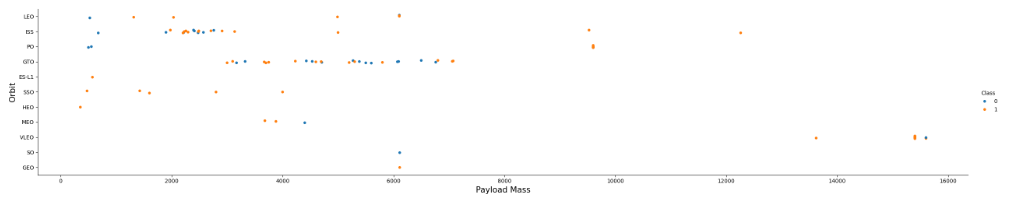 LEO
ISS
PO
GTO
ES-L1
SSO
HEO
MEO
VLEO
SO
GEO
Orbit
0 2000 4000 6000 8000 10000 12000 14000 16000
Payload Mass
Class
0
1